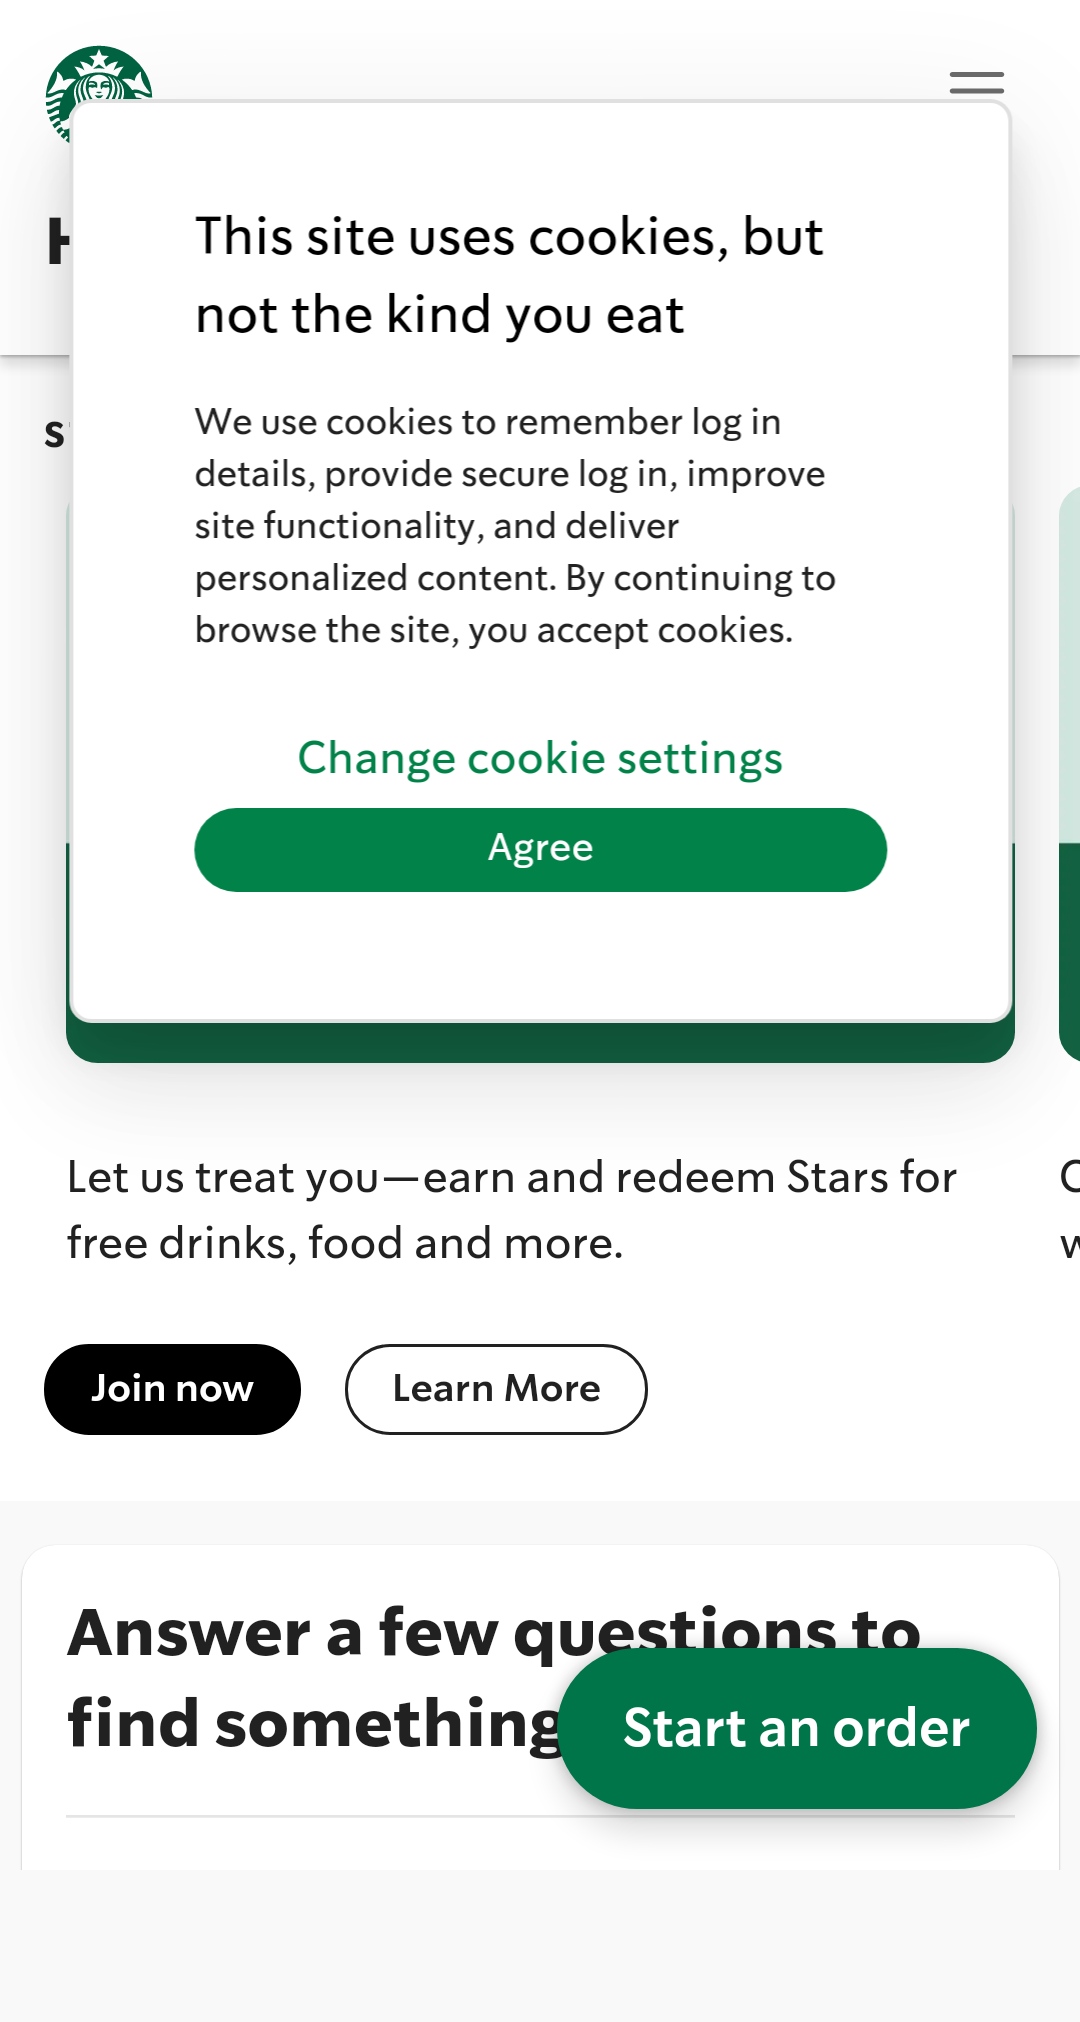 This site uses cookies, but
not the kind you eat
We use cookies to remember log in
details, provide secure log in, improve
site functionality, and deliver
personalized content. By continuing to
browse the site, you accept cookies.
Change cookie settings
Agree
Let us treat you—earn and redeem Stars for
free drinks, food and more.
Join now
Learn More
Answer a few questions to
find something
Start an order